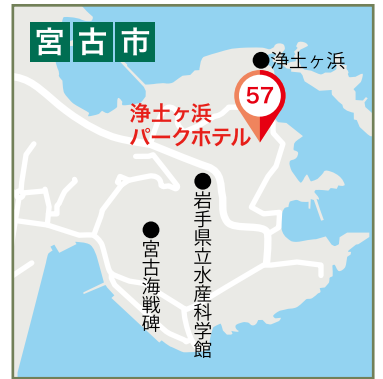 宮古市
浄土ヶ浜
57
浄土ヶ浜
パークホテル
岩手県立水産科学館
宮古海戦碑